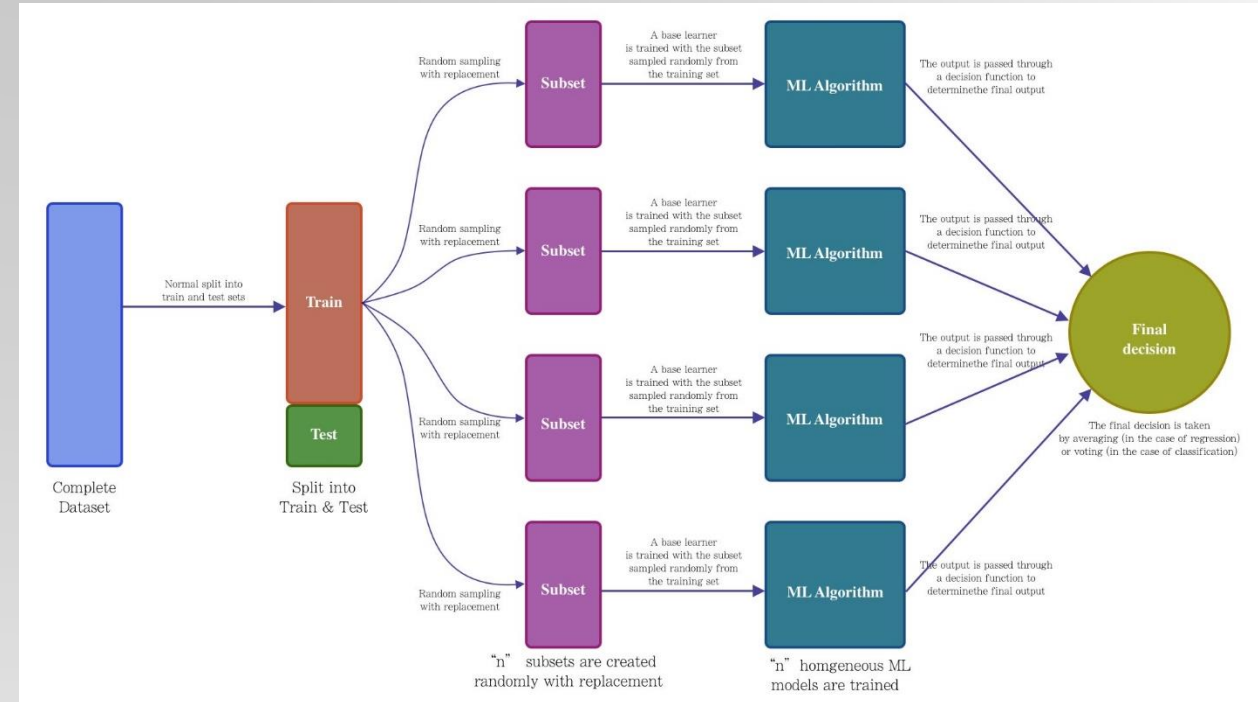 Complete
Dataset
Normal split into
train and test sets
Train
Test
Split into
Train & Test
Random sampling
with replacement
Subset
A base learner
is trained with the subset
sampled randomly from
the training set
ML Algorithm
The output is passed through
a decision function to
determinethe final output
Random sampling
with replacement
Subset
A base learner
is trained with the subset
sampled randomly from
the training set
ML Algorithm
The output is passed through
a decision function to
determinethe final output
Random sampling
with replacement
Subset
A base learner
is trained with the subset
sampled randomly from
the training set
ML Algorithm
The output is passed through
a decision function to
determinethe final output
Random sampling
with replacement
Subset
A base learner
is trained with the subset
sampled randomly from
the training set
ML Algorithm
The output is passed through
a decision function to
determinethe final output
“n” subsets are created
randomly with replacement
“n” homgeneous ML
models are trained
Final
decision
The final decision is taken
by averaging (in the case of regression)
or voting (in the case of classification)